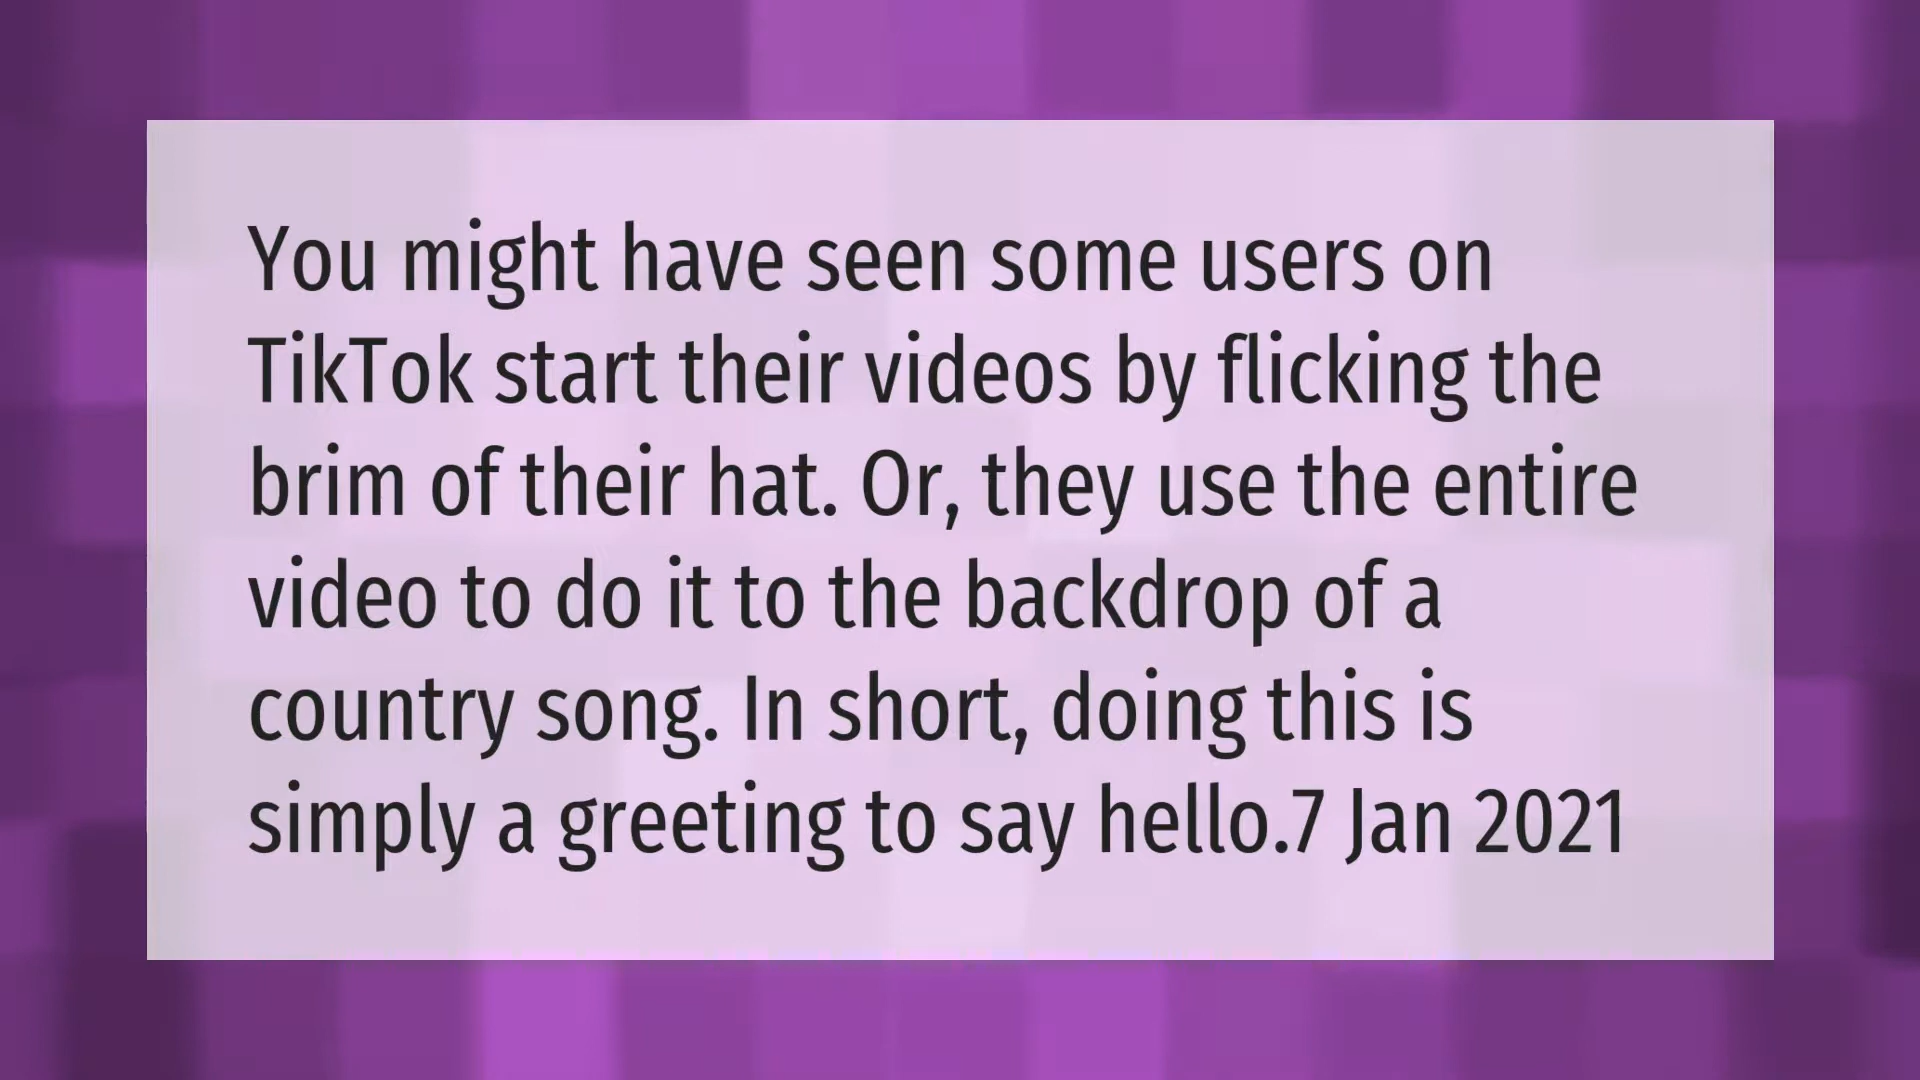 You might have seen some users on
TikTok start their videos by flicking the
brim of their hat. Or, they use the entire
video to do it to the backdrop of a
country song. In short, doing this is
simply a greeting to say hello.7 Jan 2021